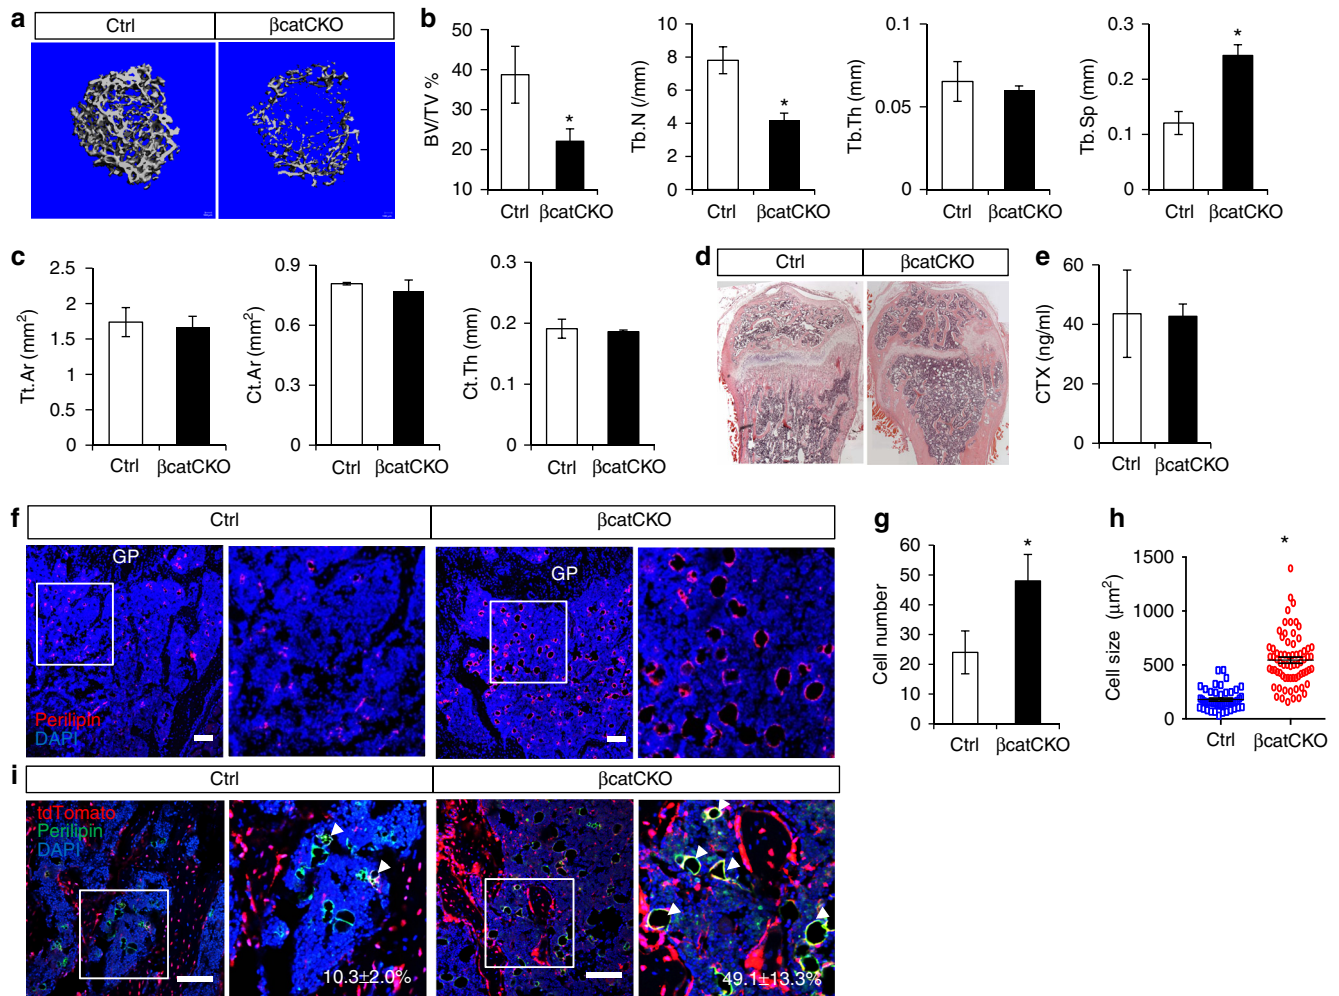 a
Ctrl
βcatCKO
b
BV/TV %
50
40
30
20
10
*
Ctrl
βcatCKO
Tb.N (/mm)
8
6
4
2
0
*
Ctrl
βcatCKO
Tb.Th (mm)
0.1
0.05
0
Ctrl
βcatCKO
Tb.Sp (mm)
0.3
0.2
0.1
0
*
Ctrl
βcatCKO
c
Tt.Ar (mm²)
2.5
2
1.5
1
0.5
0
Ctrl
βcatCKO
Ct.Ar (mm²)
0.9
0.6
0.3
0
Ctrl
βcatCKO
Ct.Th (mm)
0.3
0.2
0.1
0
Ctrl
βcatCKO
d
Ctrl
βcatCKO
e
CTX (ng/ml)
60
40
20
0
Ctrl
βcatCKO
f
Ctrl
βcatCKO
GP
Perilipin
DAPI
GP
g
Cell number
60
50
40
30
20
10
0
*
Ctrl
βcatCKO
h
Cell size (μm²)
1500
1000
500
0
*
Ctrl
βcatCKO
i
Ctrl
βcatCKO
tdTomato
Perilipin
DAPI
10.3±2.0%
49.1±13.3%